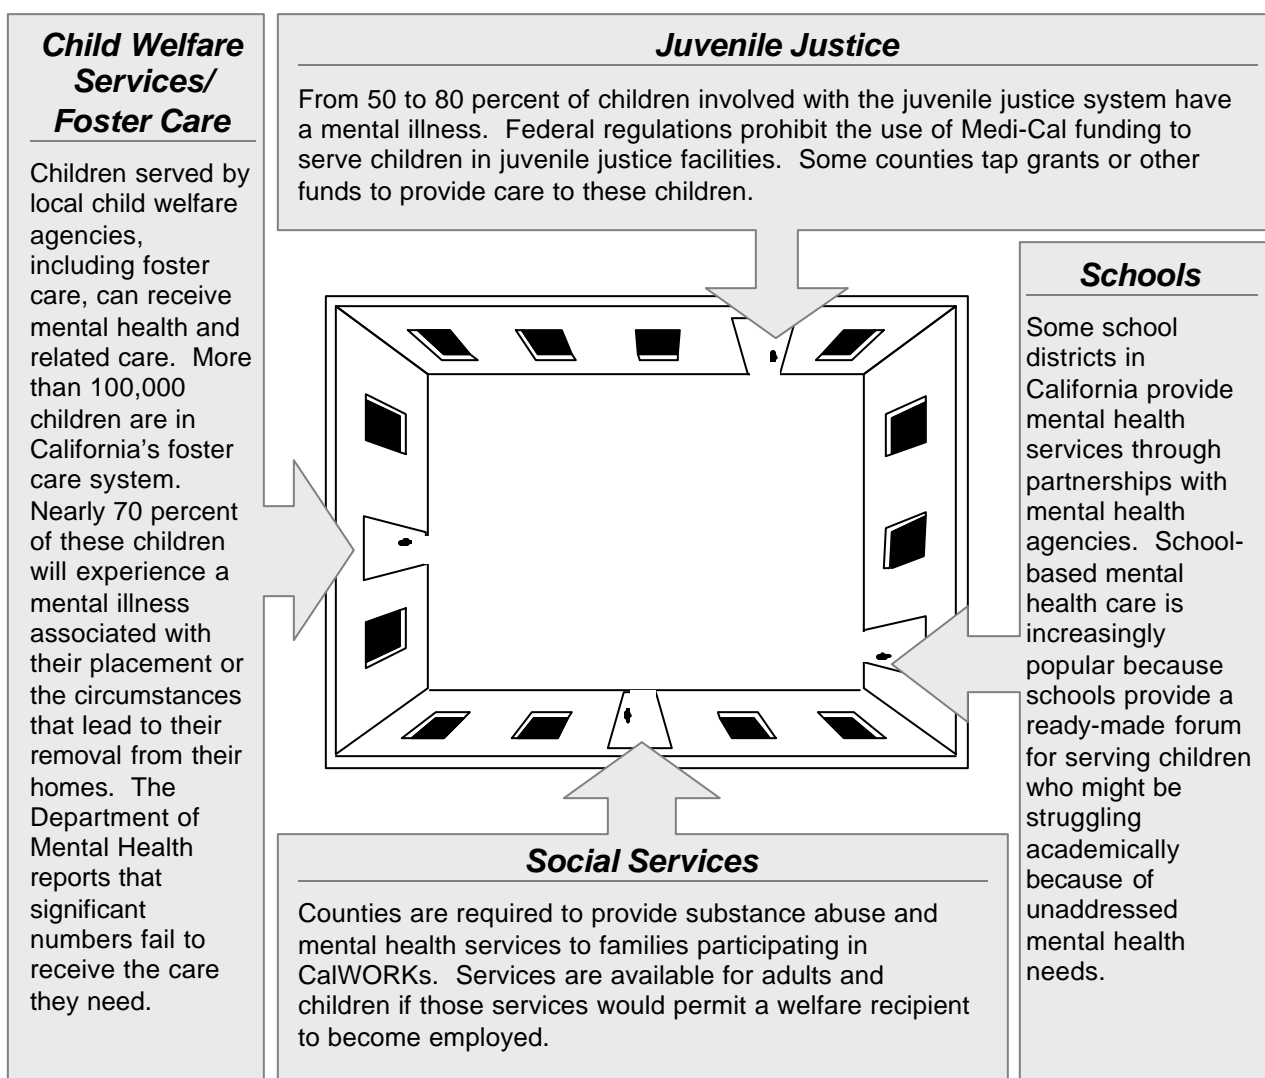 Child Welfare
Services/
Foster Care
Children served by
local child welfare
agencies,
including foster
care, can receive
mental health and
related care.  More
than 100,000
children are in
California’s foster
care system.
Nearly 70 percent
of these children
will experience a
mental illness
associated with
their placement or
the circumstances
that lead to their
removal from their
homes.  The
Department of
Mental Health
reports that
significant
numbers fail to
receive the care
they need.
Juvenile Justice
From 50 to 80 percent of children involved with the juvenile justice system have
a mental illness.  Federal regulations prohibit the use of Medi-Cal funding to
serve children in juvenile justice facilities.  Some counties tap grants or other
funds to provide care to these children.
Schools
Some school
districts in
California provide
mental health
services through
partnerships with
mental health
agencies.  School-
based mental
health care is
increasingly
popular because
schools provide a
ready-made forum
for serving children
who might be
struggling
academically
because of
unaddressed
mental health
needs.
Social Services
Counties are required to provide substance abuse and
mental health services to families participating in
CalWORKs.  Services are available for adults and
children if those services would permit a welfare recipient
to become employed.